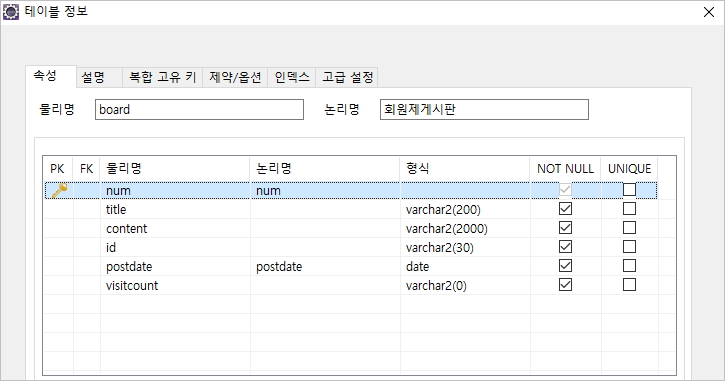 테이블 정보
속성 설명 복합 고유 키 제약/옵션 인덱스 고급 설정
물리명 board 논리명 회원제게시판
PK FK 물리명 논리명 형식 NOT NULL UNIQUE
num num
title varchar2(200)
content varchar2(2000)
id varchar2(30)
postdate postdate date
visitcount varchar2(0)